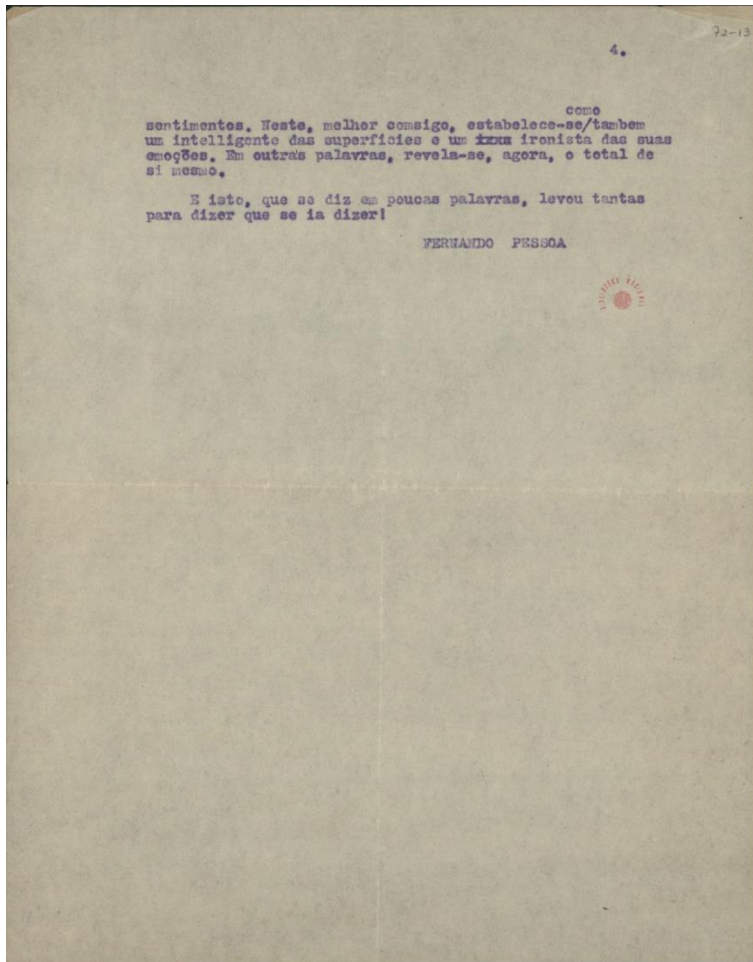 72-13
4.
como
sentimentos. Neste, melhor comsigo, estabelece-se/tambem
um intelligente das superficies e um ironista das suas
emoções. Em outras palavras, revela-se, agora, o total de
si mesmo.
E isto, que se diz em poucas palavras, levou tantas
para dizer que se ia dizer!
FERNANDO PESSOA
BIBLIOTECA NACIONAL